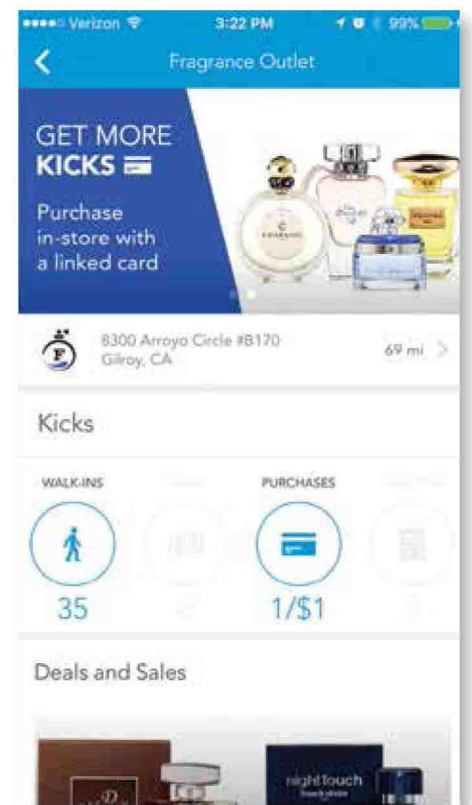 Verizon 3:22 PM 99%
Fragrance Outlet
GET MORE
KICKS
Purchase
in-store with
a linked card
8300 Arroyo Circle #B170
Gilroy, CA
69 mi
Kicks
WALK-INS PURCHASES
35 1/$1
Deals and Sales
nightTouch